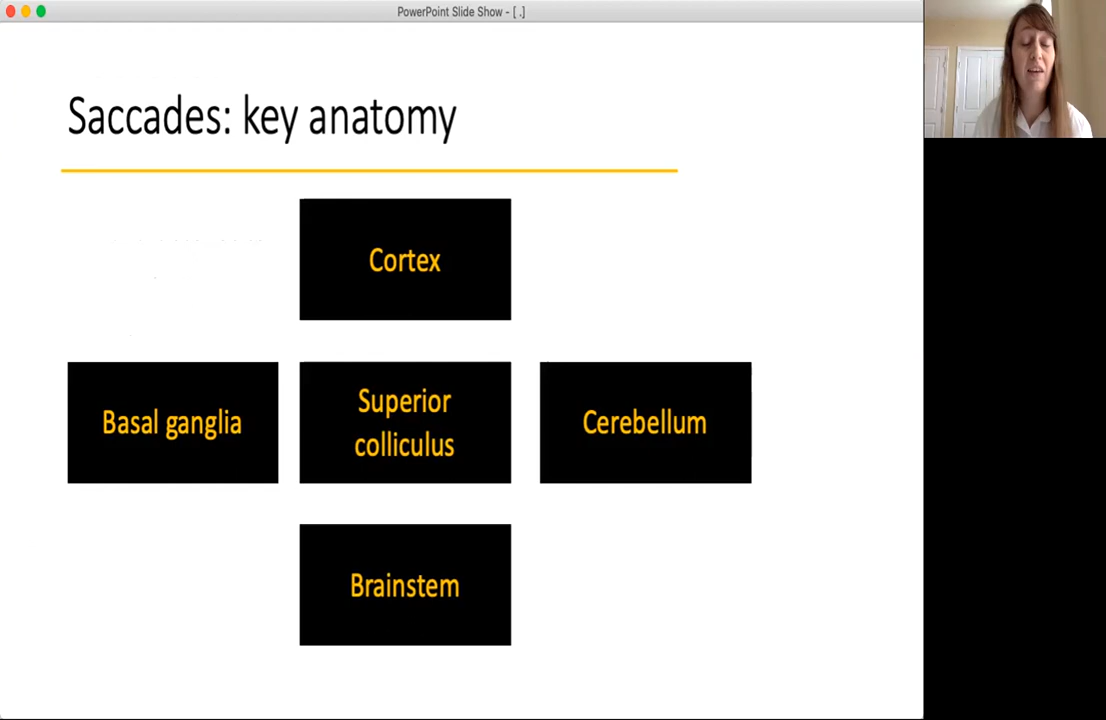 PowerPoint Slide Show - [ .]
Saccades: key anatomy
Cortex
Basal ganglia
Superior
colliculus
Cerebellum
Brainstem